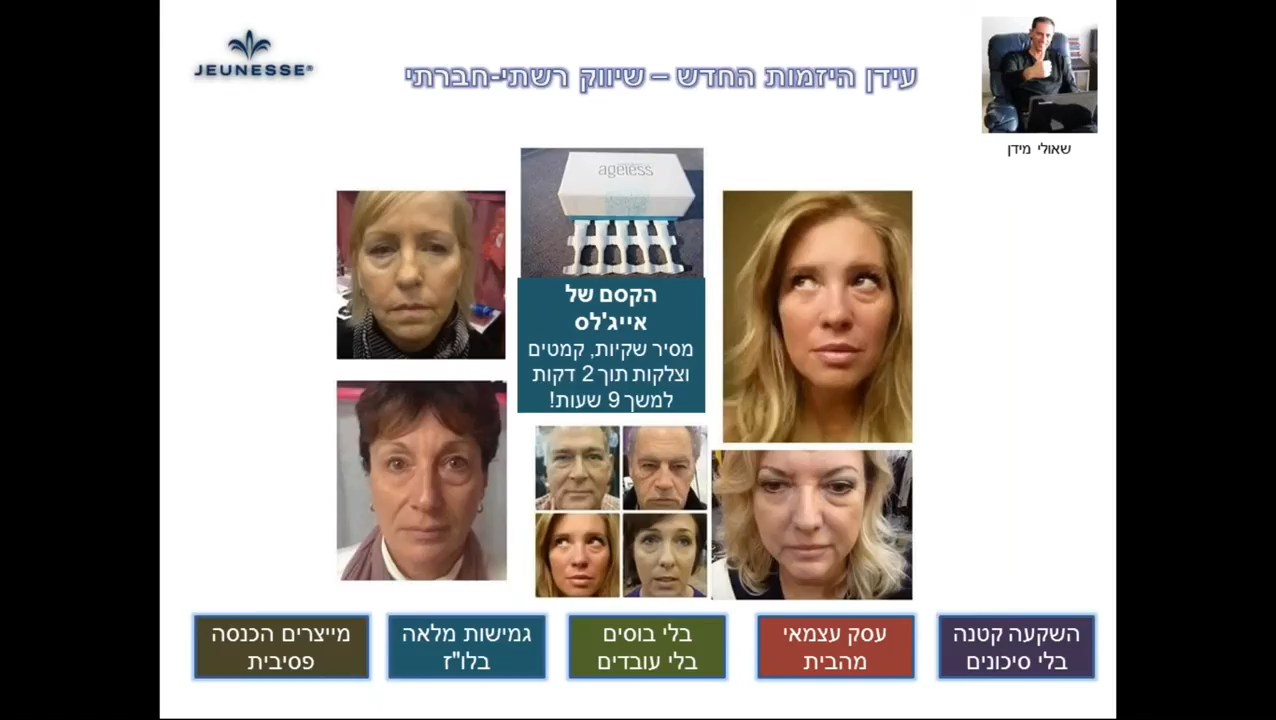 JEUNESSE®
עידן היזמות החדש – שיווק רשתי-חברתי
שאולי מידן
ageless
הקסם של
אייג'לס
מסיר שקיות, קמטים
וצלקות תוך 2 דקות
למשך 9 שעות!
השקעה קטנה
בלי סיכונים
עסק עצמאי
מהבית
בלי בוסים
בלי עובדים
גמישות מלאה
בלו"ז
מייצרים הכנסה
פסיבית